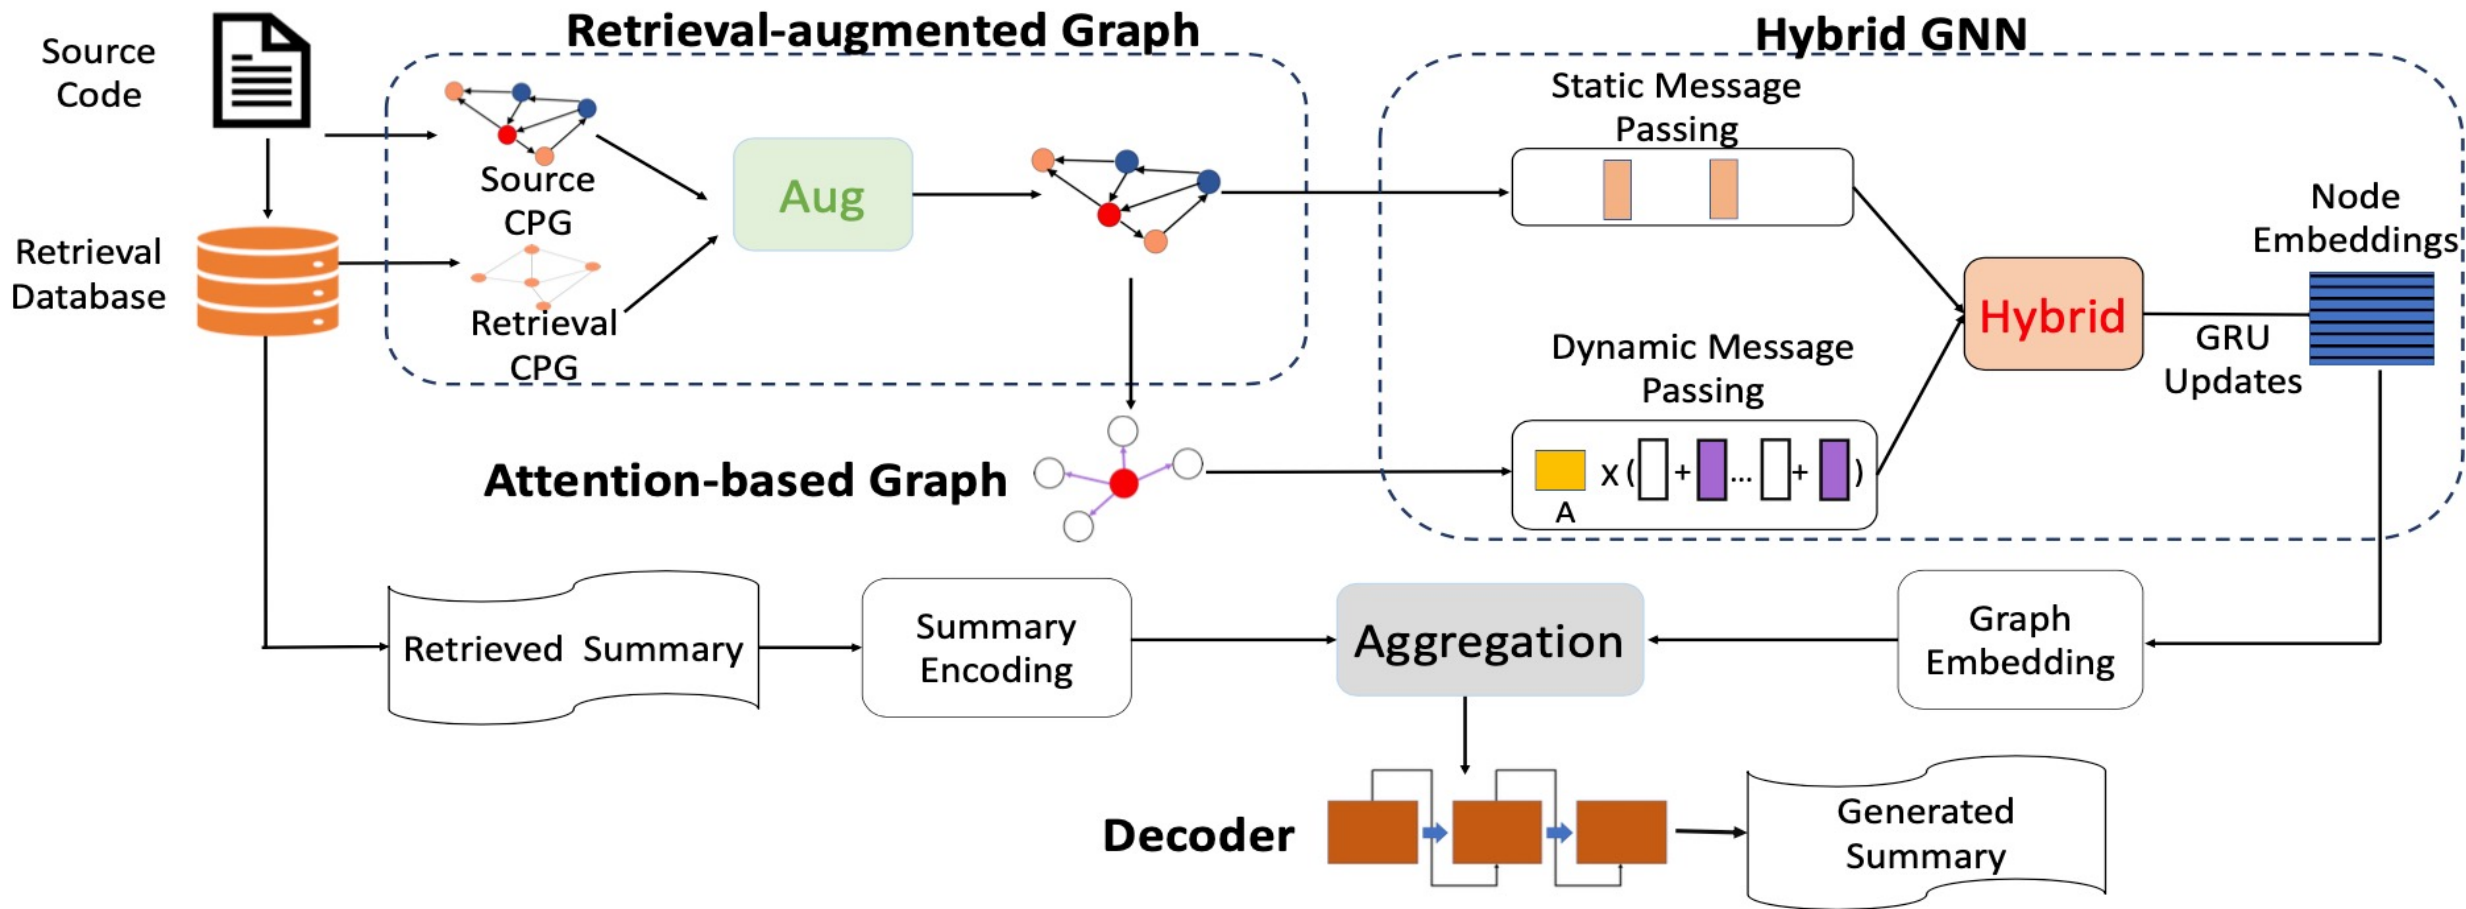 Retrieval-augmented Graph
Hybrid GNN
Source
Code
Source
CPG
Aug
Static Message
Passing
Retrieval
Database
Retrieval
CPG
Node
Embeddings
Hybrid
GRU
Updates
Dynamic Message
Passing
Attention-based Graph
X ( + ... + )
A
Retrieved Summary
Summary
Encoding
Aggregation
Graph
Embedding
Decoder
Generated
Summary